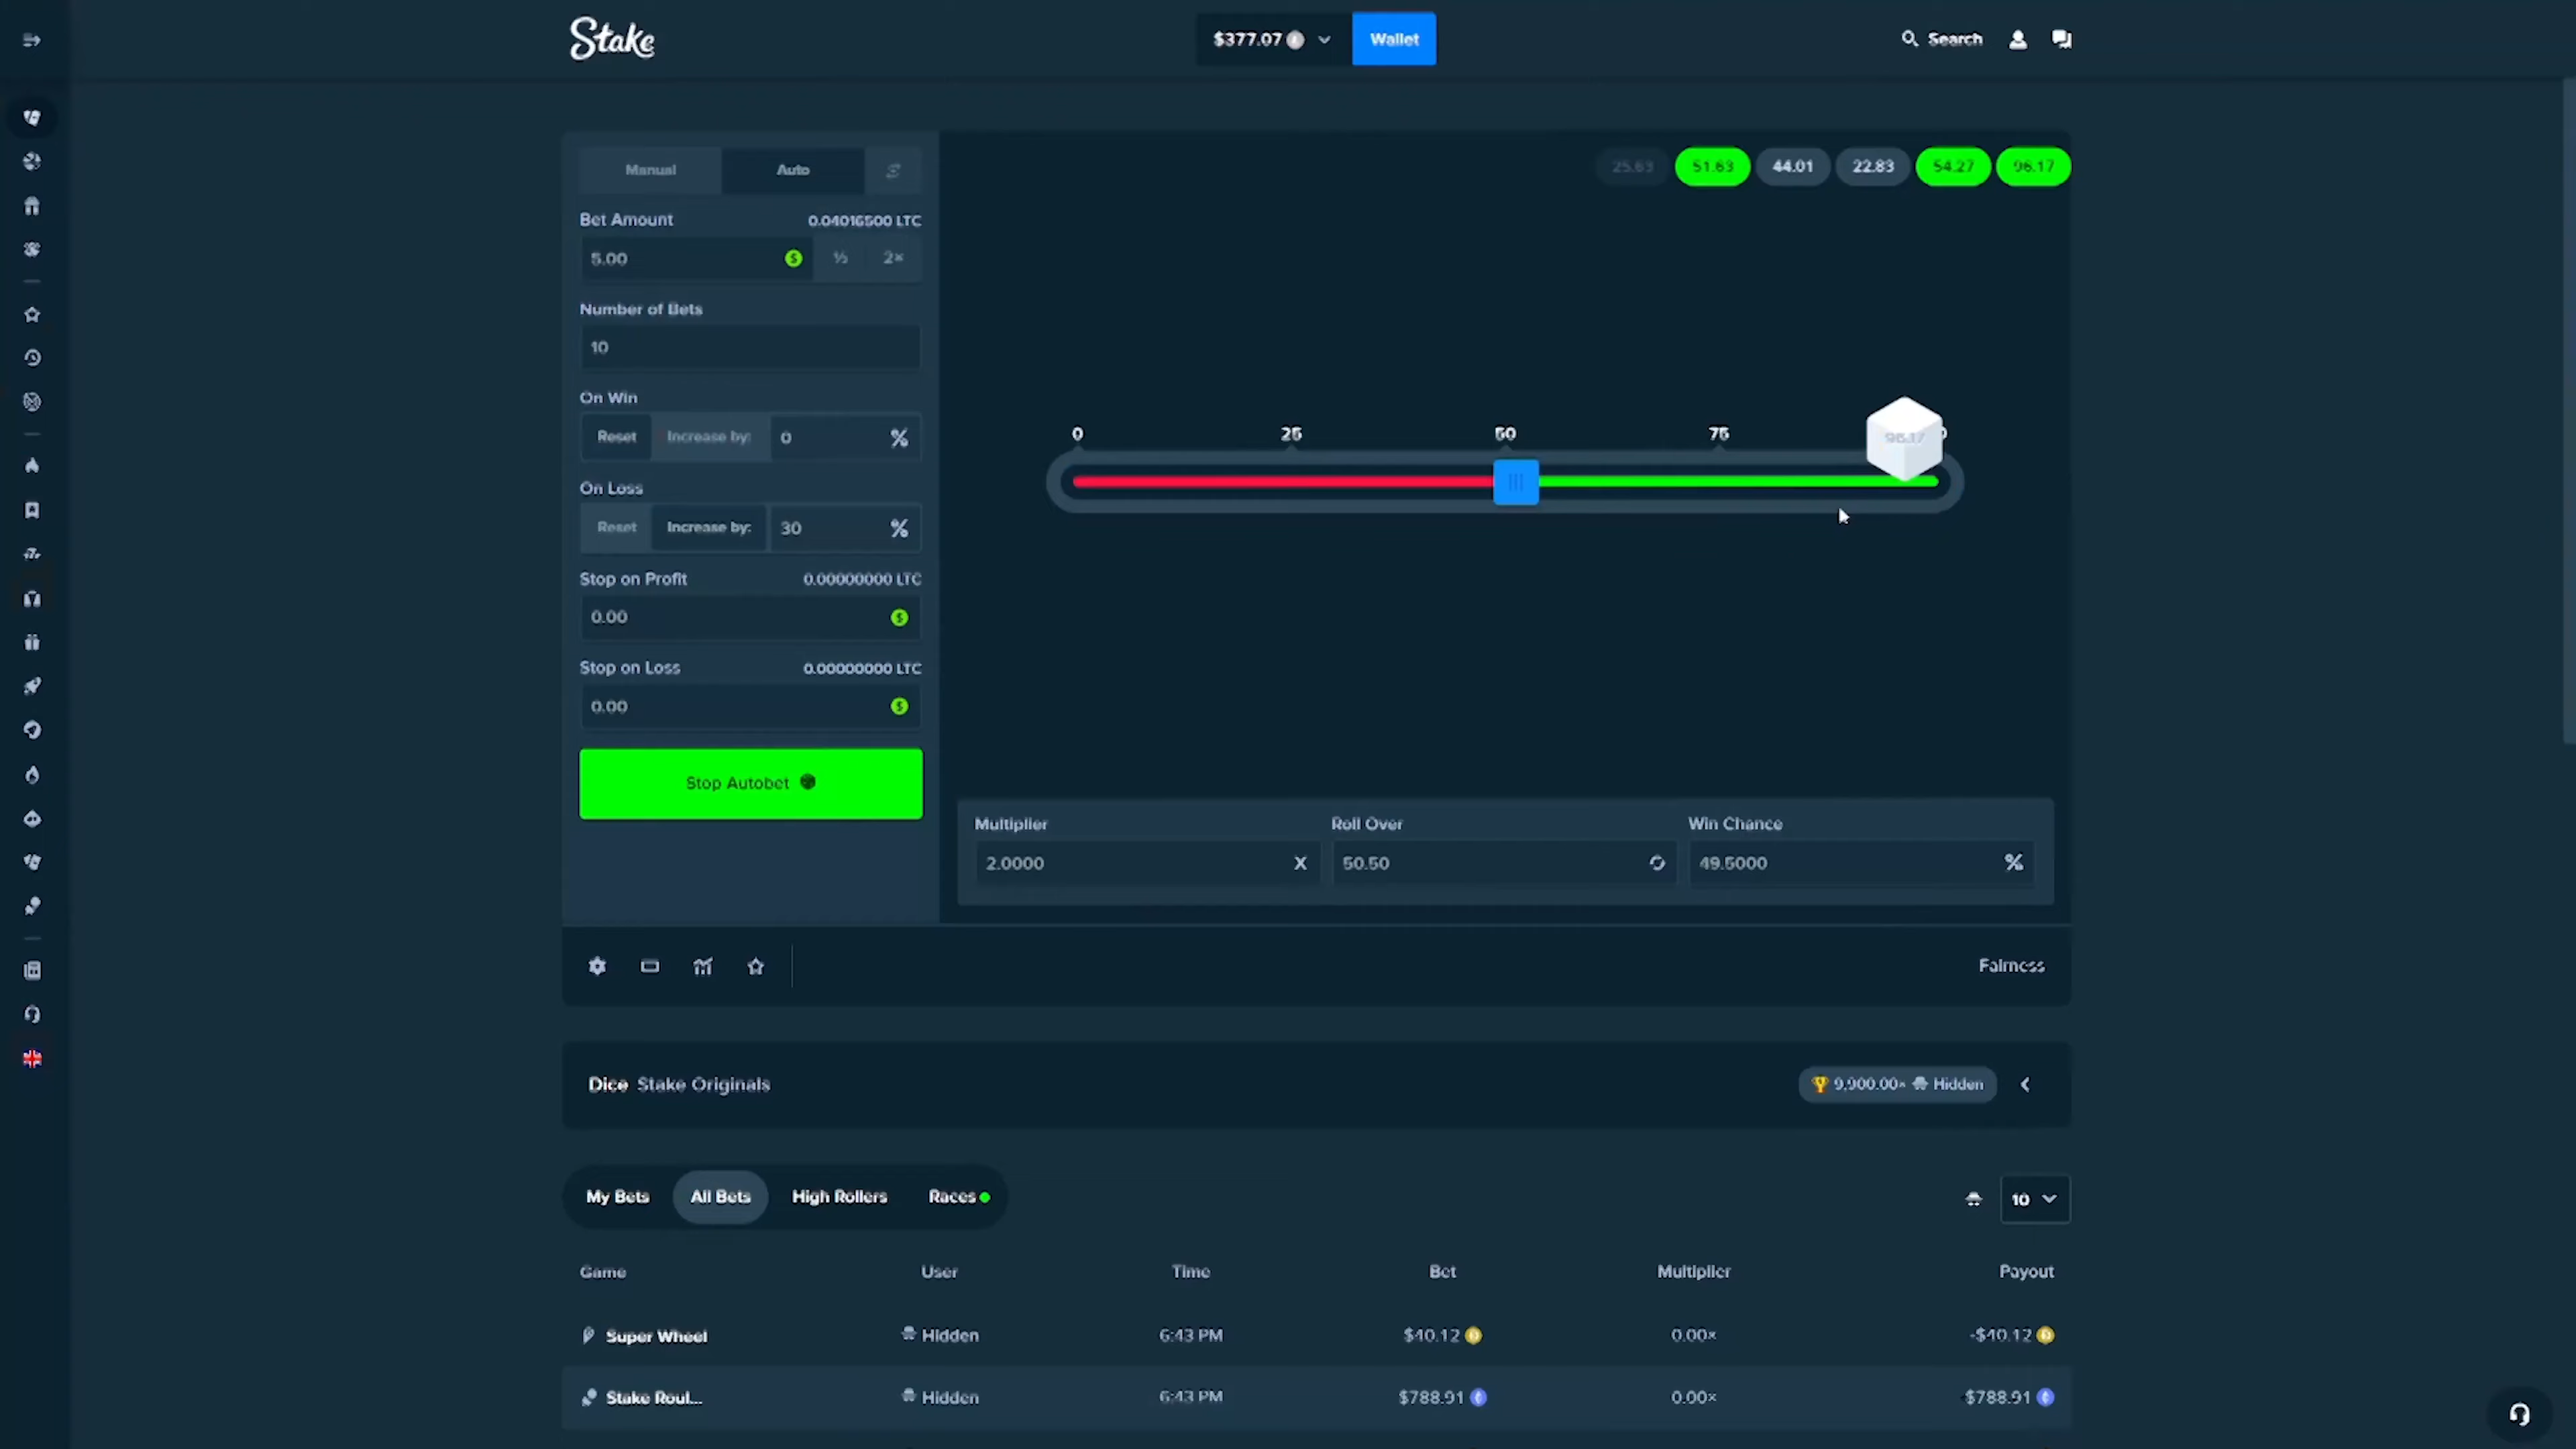 Stake
$377.07
Wallet
Search
Manual
Auto
25.63
51.63
44.01
22.83
54.27
96.17
Bet Amount
0.04016500 LTC
5.00
½
2×
Number of Bets
10
On Win
Reset
Increase by:
0
%
On Loss
Reset
Increase by:
30
%
Stop on Profit
0.00000000 LTC
0.00
Stop on Loss
0.00000000 LTC
0.00
Stop Autobet
0
25
50
75
96.17
Multiplier
Roll Over
Win Chance
2.0000
X
50.50
49.5000
%
Fairness
Dice Stake Originals
9,900.00× Hidden
My Bets
All Bets
High Rollers
Races
10
Game
User
Time
Bet
Multiplier
Payout
Super Wheel
Hidden
6:43 PM
$40.12
0.00×
-$40.12
Stake Roul...
Hidden
6:43 PM
$788.91
0.00×
-$788.91